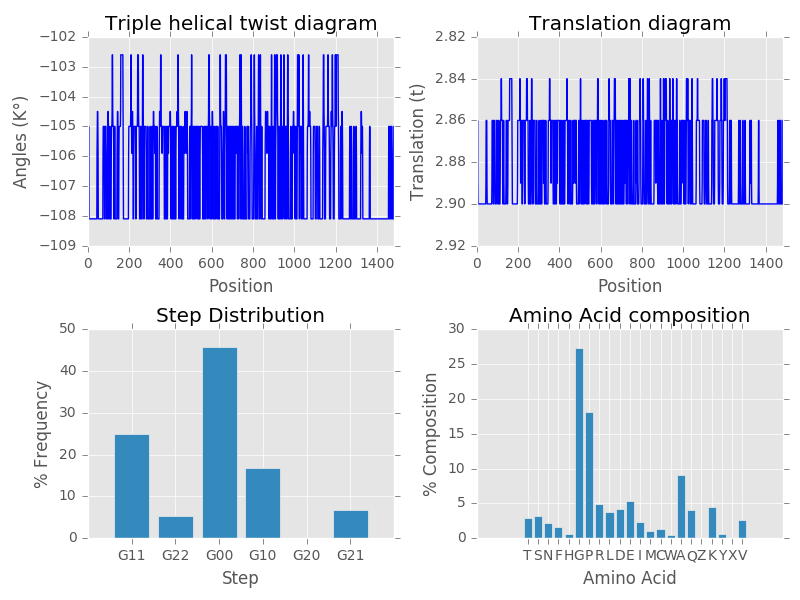 Triple helical twist diagram
Angles (K°)
−102
−103
−104
−105
−106
−107
−108
−109
0 200 400 600 800 1000 1200 1400
Position
Translation diagram
Translation (t)
2.82
2.84
2.86
2.88
2.90
2.92
0 200 400 600 800 1000 1200 1400
Position
Step Distribution
% Frequency
50
40
30
20
10
0
G11 G22 G00 G10 G20 G21
Step
Amino Acid composition
% Composition
30
25
20
15
10
5
0
T S N F H G P R L D E I M C W A Q Z K Y X V
Amino Acid